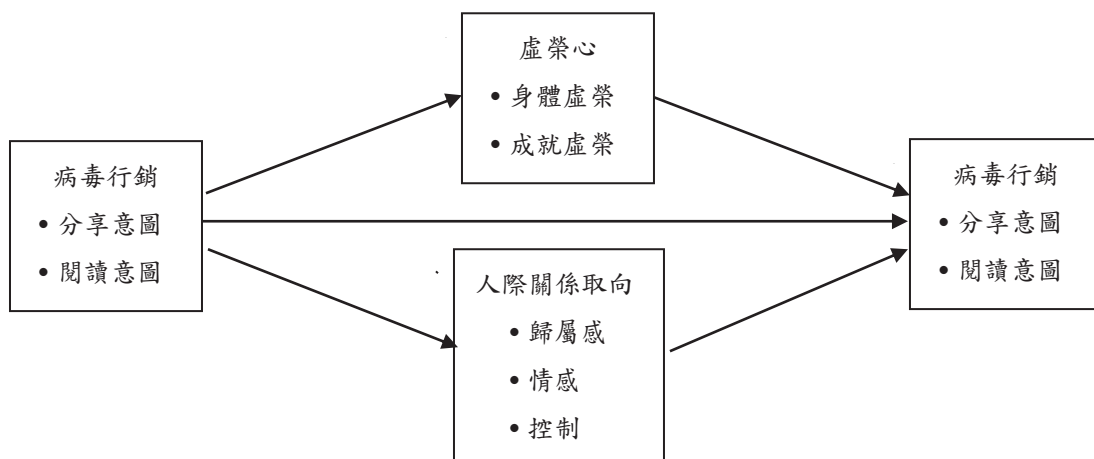 虛榮心
• 身體虛榮
• 成就虛榮
病毒行銷
• 分享意圖
• 閱讀意圖
人際關係取向
• 歸屬感
• 情感
• 控制
病毒行銷
• 分享意圖
• 閱讀意圖